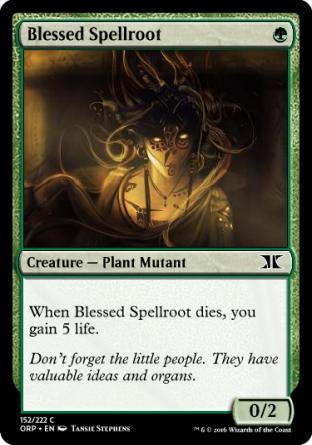 Blessed Spellroot
Creature — Plant Mutant
When Blessed Spellroot dies, you
gain 5 life.
Don't forget the little people. They have
valuable ideas and organs.
0/2
152/222 C
ORP • EN Tansie Stephens
™ & © 2016 Wizards of the Coast